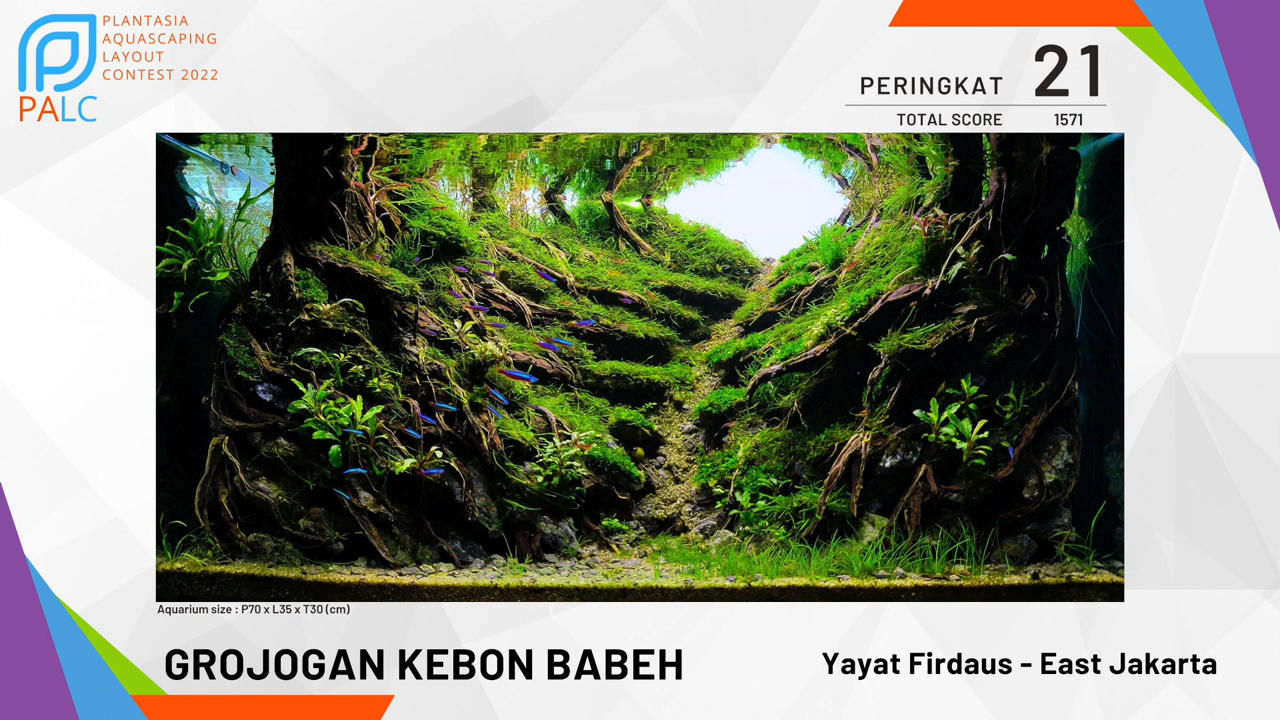 PLANTASIA
AQUASCAPING
LAYOUT
CONTEST 2022
PALC
PERINGKAT 21
TOTAL SCORE 1571
Aquarium size : P70 x L35 x T30 (cm)
GROJOGAN KEBON BABEH
Yayat Firdaus - East Jakarta